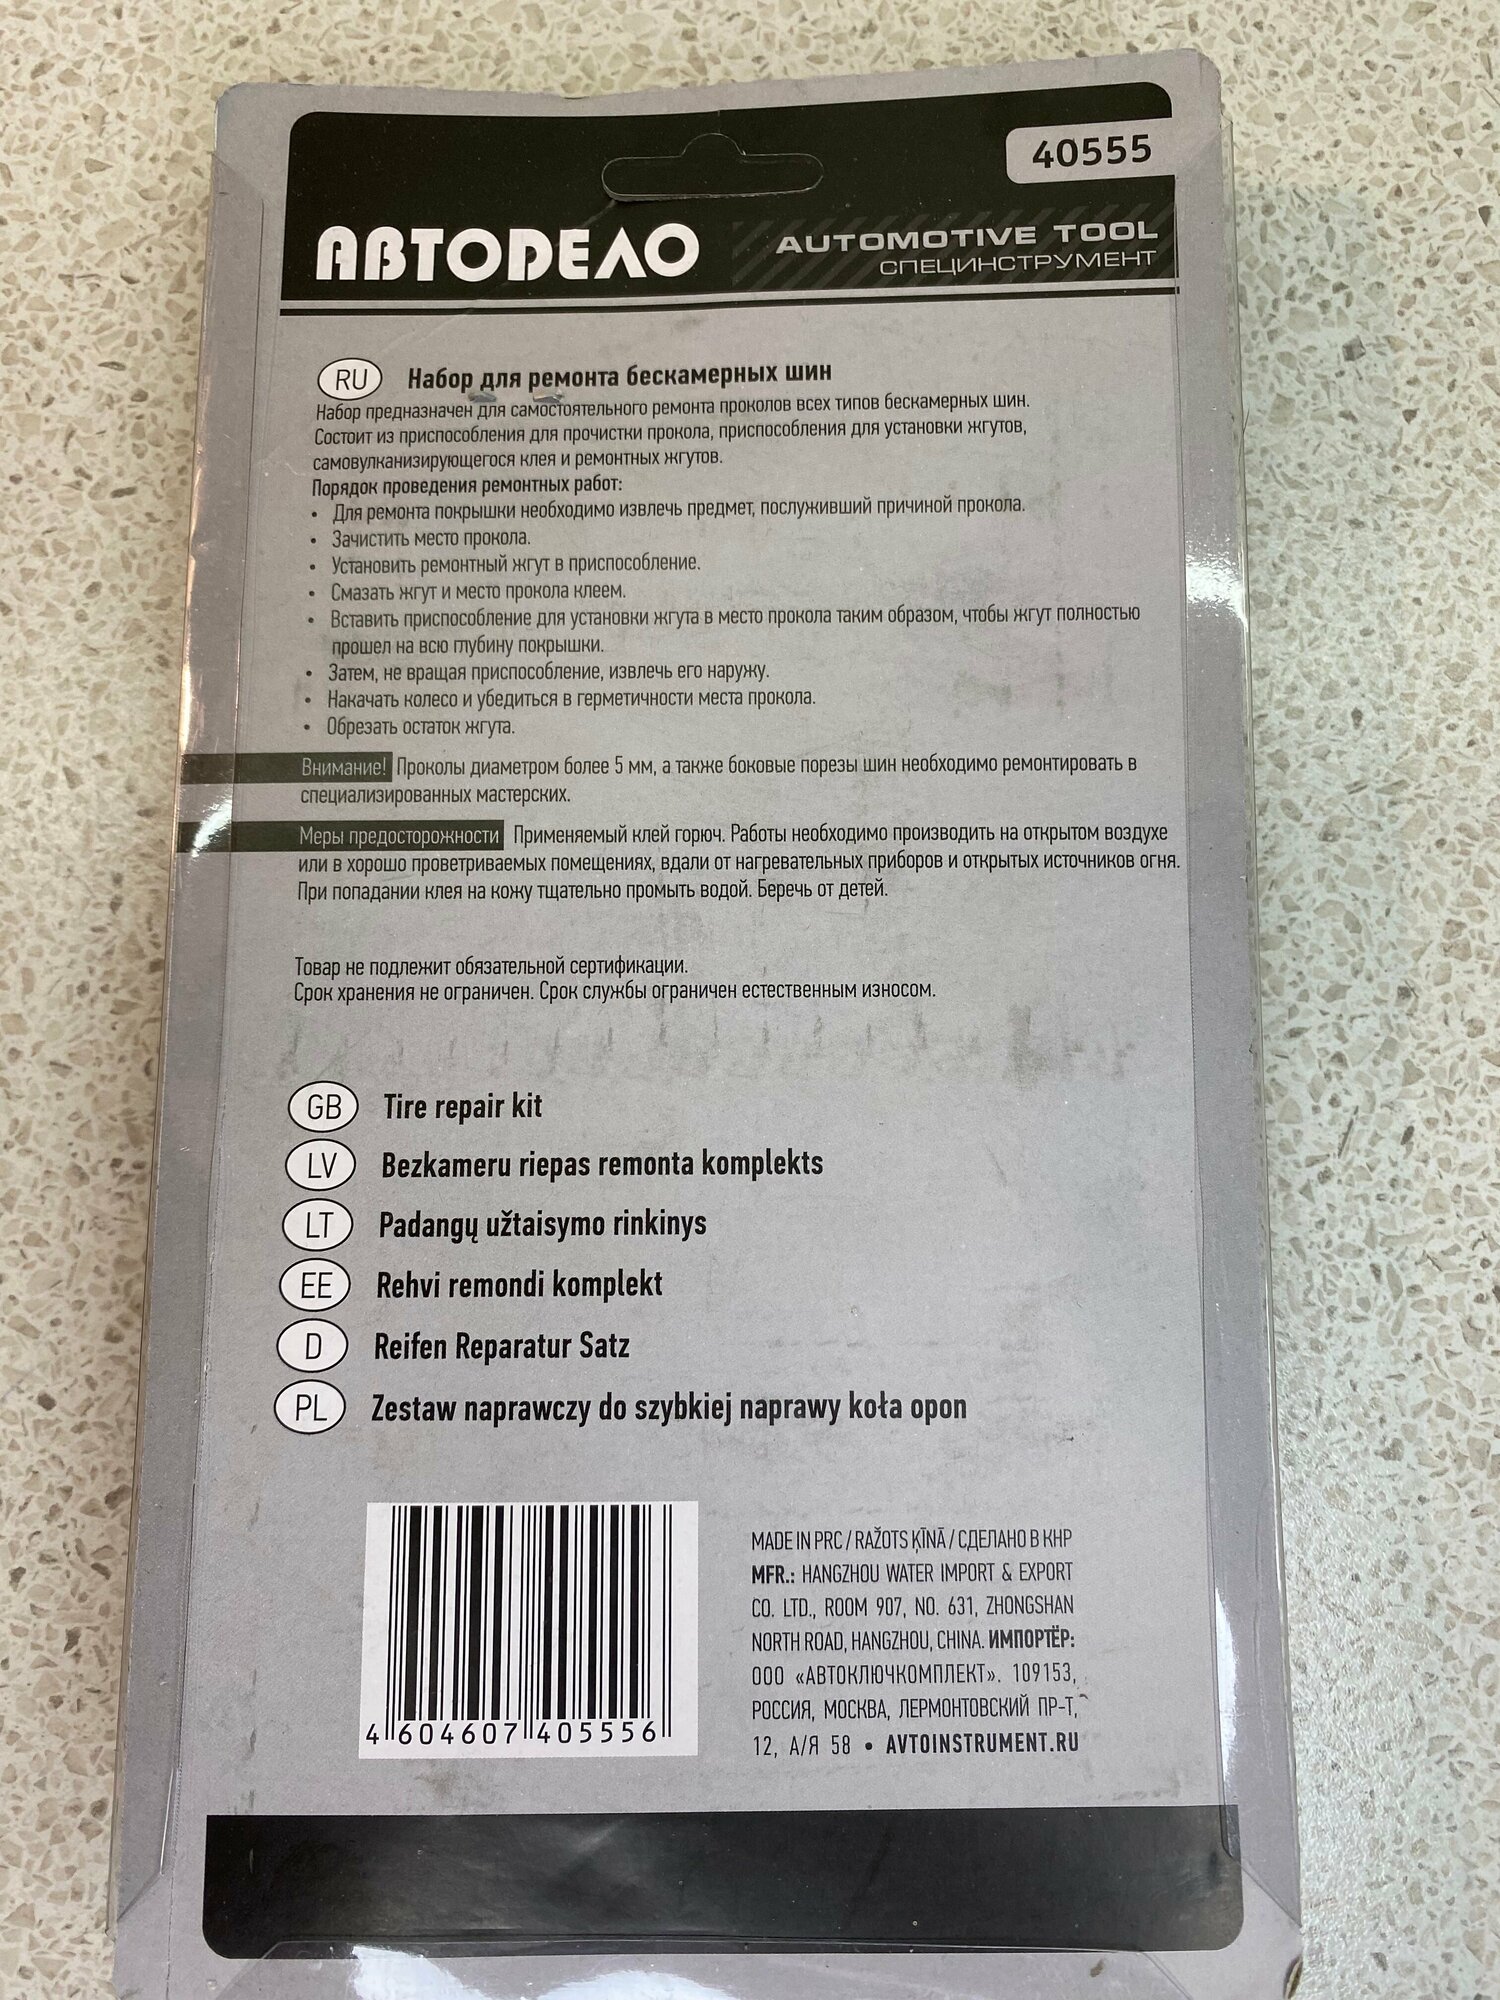 40555
АВТОДЕЛО
AUTOMOTIVE TOOL
СПЕЦИНСТРУМЕНТ
RU Набор для ремонта бескамерных шин
Набор предназначен для самостоятельного ремонта проколов всех типов бескамерных шин.
Состоит из приспособления для прочистки прокола, приспособления для установки жгутов,
самовулканизирующегося клея и ремонтных жгутов.
Порядок проведения ремонтных работ:
• Для ремонта покрышки необходимо извлечь предмет, послуживший причиной прокола.
• Зачистить место прокола.
• Установить ремонтный жгут в приспособление.
• Смазать жгут и место прокола клеем.
• Вставить приспособление для установки жгута в место прокола таким образом, чтобы жгут полностью
прошел на всю глубину покрышки.
• Затем, не вращая приспособление, извлечь его наружу.
• Накачать колесо и убедиться в герметичности места прокола.
• Обрезать остаток жгута.
Внимание! Проколы диаметром более 5 мм, а также боковые порезы шин необходимо ремонтировать в
специализированных мастерских.
Меры предосторожности Применяемый клей горюч. Работы необходимо производить на открытом воздухе
или в хорошо проветриваемых помещениях, вдали от нагревательных приборов и открытых источников огня.
При попадании клея на кожу тщательно промыть водой. Беречь от детей.
Товар не подлежит обязательной сертификации.
Срок хранения не ограничен. Срок службы ограничен естественным износом.
GB Tire repair kit
LV Bezkameru riepas remonta komplekts
LT Padangų užtaisymo rinkinys
EE Rehvi remondi komplekt
D Reifen Reparatur Satz
PL Zestaw naprawczy do szybkiej naprawy koła opon
4 604607 405556
MADE IN PRC / RAŽOTS ĶĪNĀ / СДЕЛАНО В КНР
MFR.: HANGZHOU WATER IMPORT & EXPORT
CO. LTD., ROOM 907, NO. 631, ZHONGSHAN
NORTH ROAD, HANGZHOU, CHINA. ИМПОРТЁР:
ООО «АВТОКЛЮЧКОМПЛЕКТ». 109153,
РОССИЯ, МОСКВА, ЛЕРМОНТОВСКИЙ ПР-Т,
12, А/Я 58 • AVTOINSTRUMENT.RU